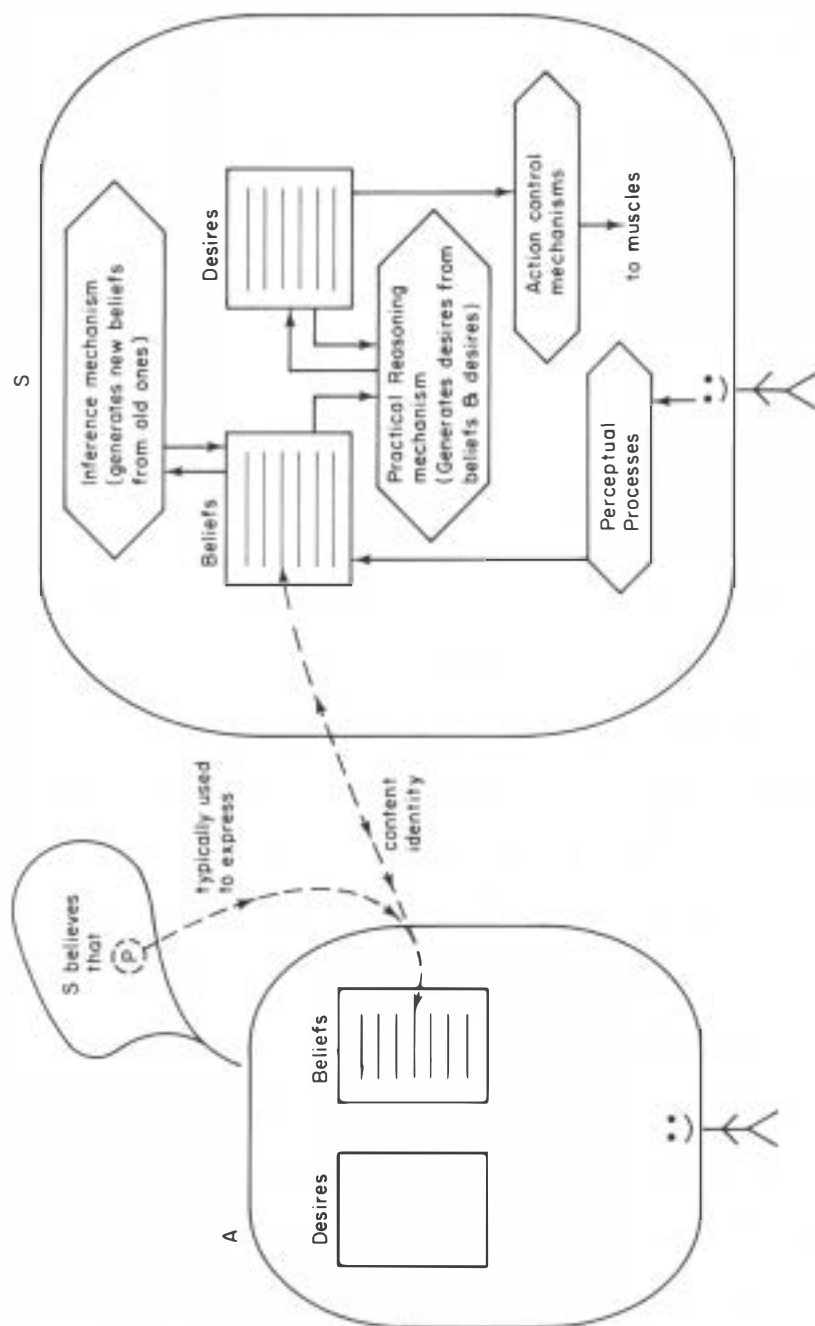 S believes
that
(P)
typically used
to express
content
identity
A
Desires
Beliefs
S
Inference mechanism
(generates new beliefs
from old ones)
Beliefs
Desires
Practical Reasoning
mechanism
(Generates desires from
beliefs & desires)
Action control
mechanisms
to muscles
Perceptual
Processes